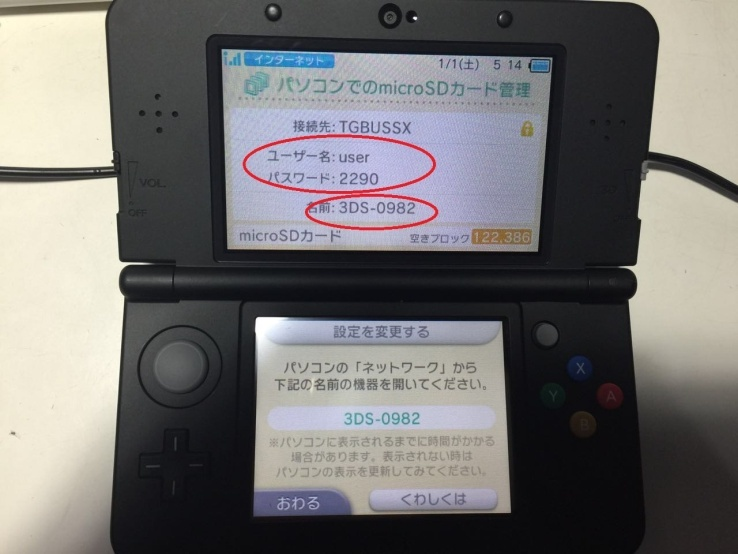 インターネット 1/1(土) 5 14
パソコンでのmicroSDカード管理
接続先: TGBUSSX
ユーザー名: user
パスワード: 2290
名前: 3DS-0982
microSDカード 空きブロック 122,386
VOL
OFF
設定を変更する
パソコンの「ネットワーク」から
下記の名前の機器を開いてください。
3DS-0982
※パソコンに表示されるまでに時間がかかる
場合があります。表示されない時は
パソコンの表示を更新してみてください。
おわる くわしくは
X
Y A
B